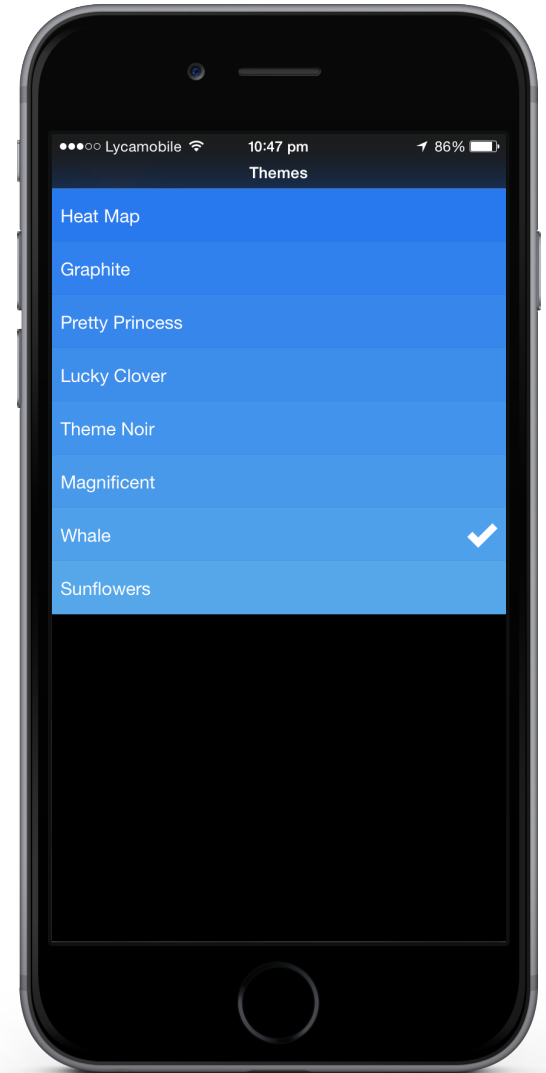 Lycamobile 10:47 pm 86%
Themes
Heat Map
Graphite
Pretty Princess
Lucky Clover
Theme Noir
Magnificent
Whale
Sunflowers